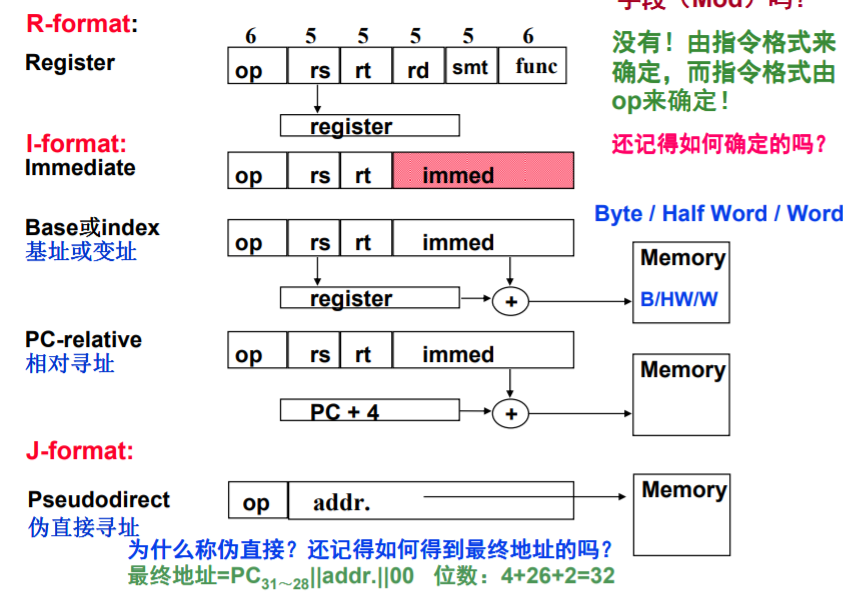 字段（Mod）吗？
R-format:
6 5 5 5 5 6
Register
op rs rt rd smt func
没有！由指令格式来
确定，而指令格式由
op来确定！
register
还记得如何确定的吗？
I-format:
Immediate
op rs rt immed
Byte / Half Word / Word
Base或index
基址或变址
op rs rt immed
Memory
B/HW/W
register
+
PC-relative
相对寻址
op rs rt immed
Memory
PC + 4
+
J-format:
Pseudodirect
伪直接寻址
op addr.
Memory
为什么称伪直接？还记得如何得到最终地址的吗？
最终地址=PC31～28||addr.||00 位数：4+26+2=32